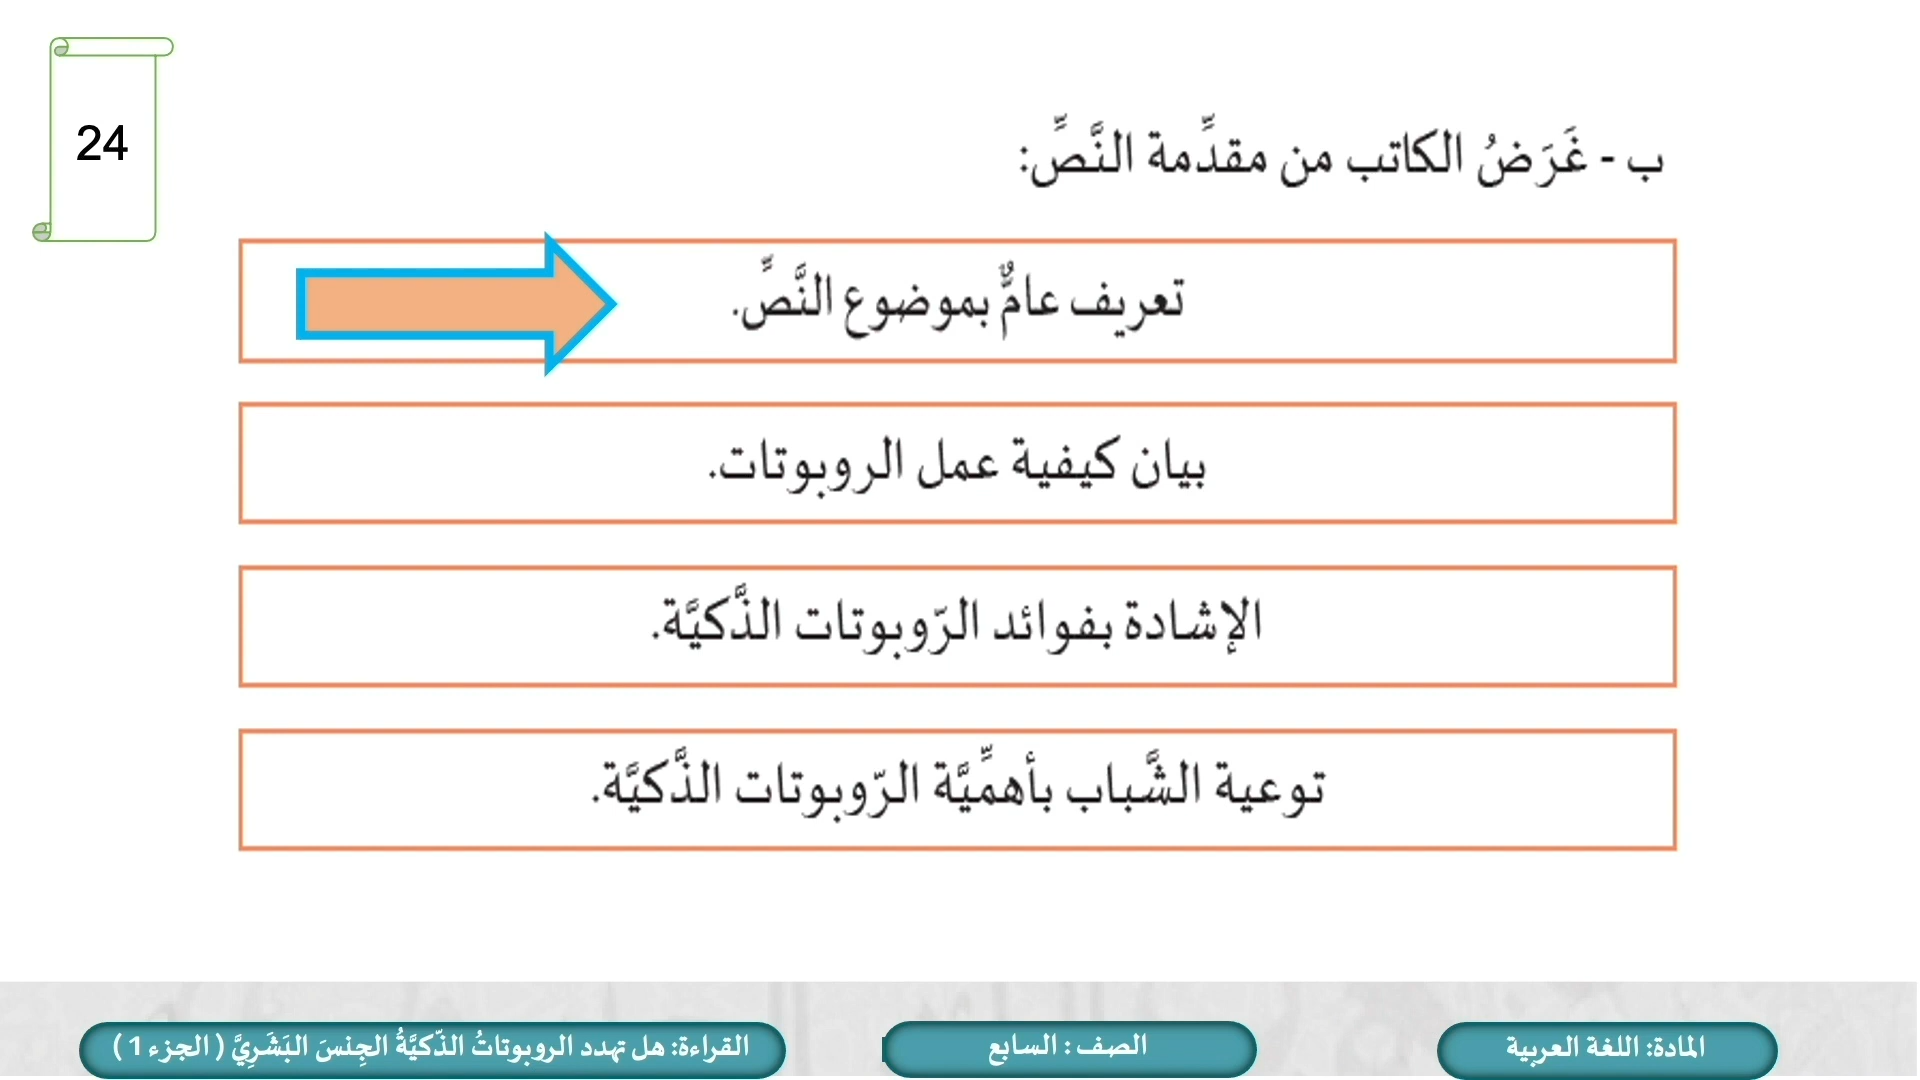 24
ب - غَرَضُ الكاتب من مقدِّمة النَّصِّ:
تعريف عامٌّ بموضوع النَّصِّ.
بيان كيفية عمل الروبوتات.
الإشادة بفوائد الرّوبوتات الذَّكيَّة.
توعية الشَّباب بأهمِّيَّة الرّوبوتات الذَّكيَّة.
المادة: اللغة العربية
الصف : السابع
القراءة: هل تهدد الروبوتاتُ الذّكيَّةُ الجِنسَ البَشَرِيَّ ( الجزء 1 )